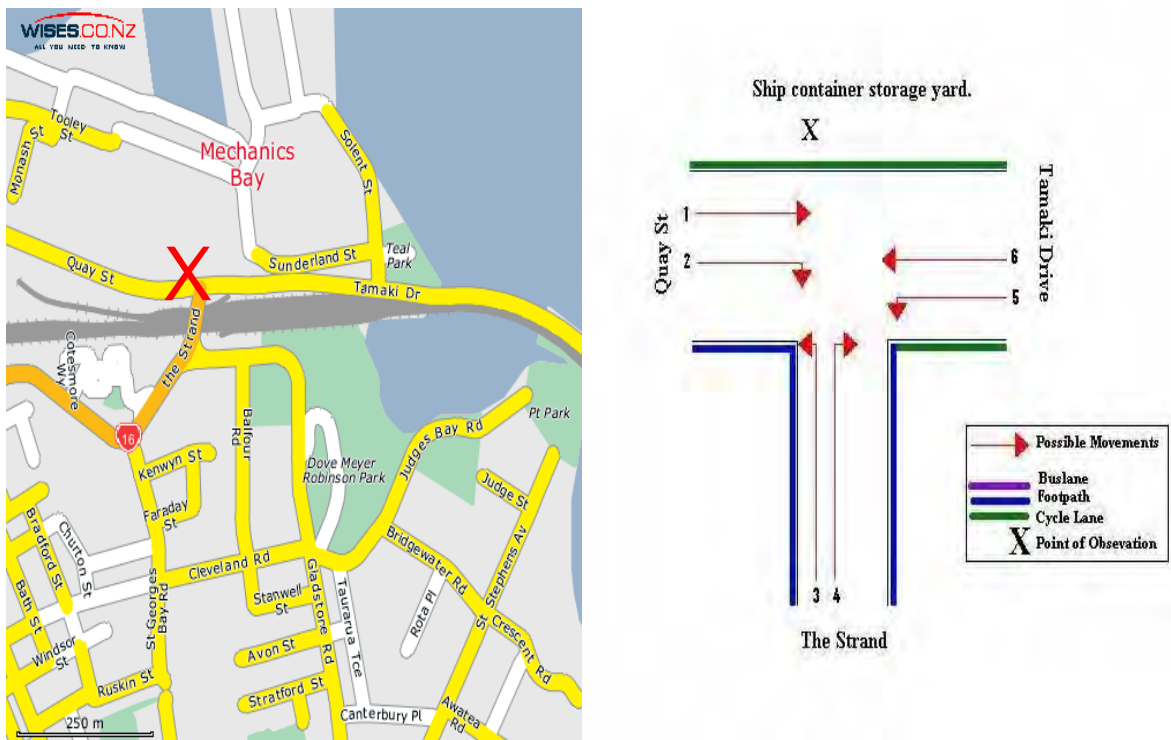 WISES.CO.NZ
ALL YOU NEED TO KNOW
Tooley
St
Monash St
Mechanics
Bay
Solent St
Quay St
Sunderland St
Teal
Park
Tamaki Dr
the Strand
Cotesmore
Wy
16
Balfour
Rd
Pt Park
Judges Bay Rd
Dove Meyer
Robinson Park
Kenwyn St
Judge St
Faraday
St
Bradford St
Churton St
Bridgewater Rd
St Stephens Av
Cleveland Rd
Bath St
St Georges
Bay Rd
Stanwell
St
Gladstone Rd
Taurarua Tce
Rota Pl
Crescent Rd
Windsor
St
Avon St
Ruskin St
Stratford St
Canterbury Pl
Awatea
Rd
250 m
Ship container storage yard.
X
Quay St
Tamaki Drive
1
2
6
5
3 4
The Strand
Possible Movements
Buslane
Footpath
Cycle Lane
X Point of Obsevation